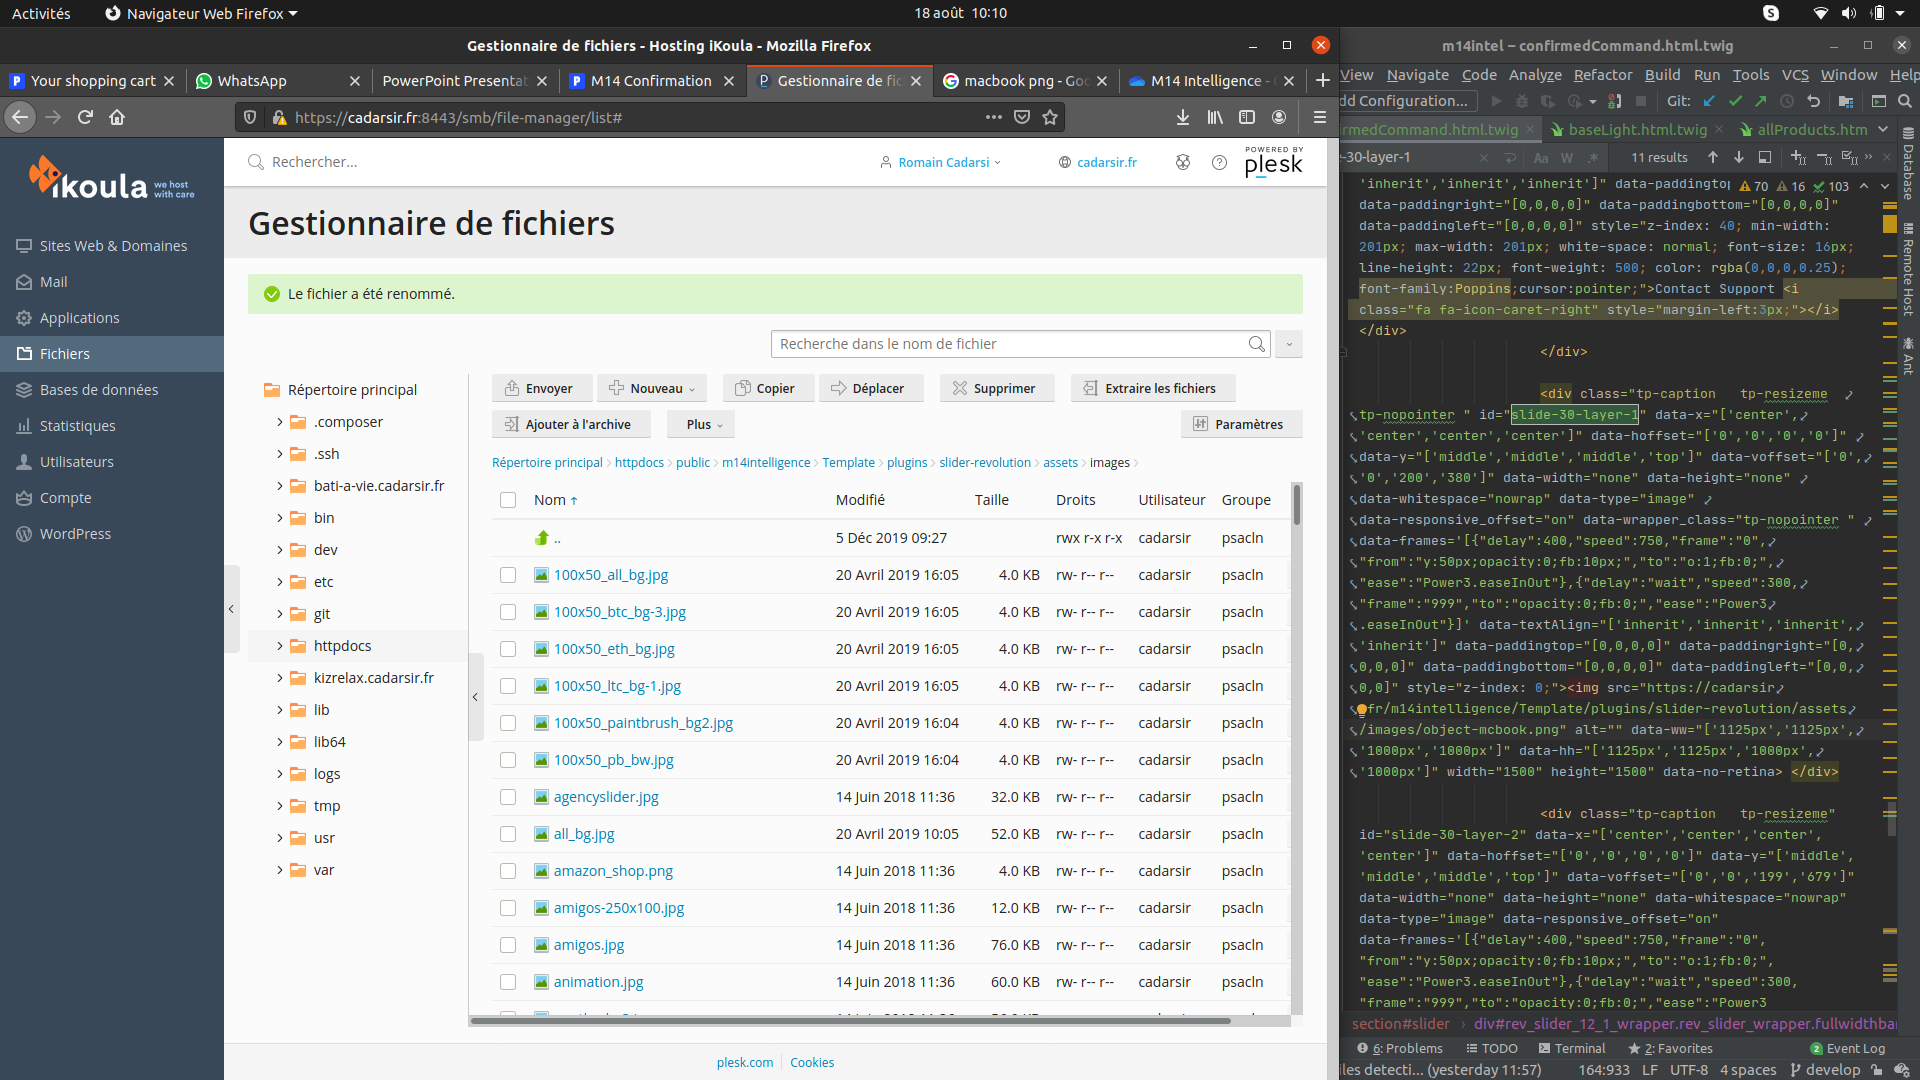 Activités
Navigateur Web Firefox
18 août 10:10
Gestionnaire de fichiers - Hosting iKoula - Mozilla Firefox
Your shopping cart
WhatsApp
PowerPoint Presentat
M14 Confirmation
Gestionnaire de fic
macbook png - Goo
M14 Intelligence -
https://cadarsir.fr:8443/smb/file-manager/list#
ikoula we host with care
Rechercher...
Romain Cadarsi
cadarsir.fr
POWERED BY plesk
Sites Web & Domaines
Mail
Applications
Fichiers
Bases de données
Statistiques
Utilisateurs
Compte
WordPress
Gestionnaire de fichiers
Le fichier a été renommé.
Recherche dans le nom de fichier
Répertoire principal
.composer
.ssh
bati-a-vie.cadarsir.fr
bin
dev
etc
git
httpdocs
kizrelax.cadarsir.fr
lib
lib64
logs
tmp
usr
var
Envoyer
Nouveau
Copier
Déplacer
Supprimer
Extraire les fichiers
Ajouter à l'archive
Plus
Paramètres
Répertoire principal > httpdocs > public > m14intelligence > Template > plugins > slider-revolution > assets > images >
Nom ↑ Modifié Taille Droits Utilisateur Groupe
.. 5 Déc 2019 09:27 rwx r-x r-x cadarsir psacln
100x50_all_bg.jpg 20 Avril 2019 16:05 4.0 KB rw- r-- r-- cadarsir psacln
100x50_btc_bg-3.jpg 20 Avril 2019 16:05 4.0 KB rw- r-- r-- cadarsir psacln
100x50_eth_bg.jpg 20 Avril 2019 16:05 4.0 KB rw- r-- r-- cadarsir psacln
100x50_ltc_bg-1.jpg 20 Avril 2019 16:05 4.0 KB rw- r-- r-- cadarsir psacln
100x50_paintbrush_bg2.jpg 20 Avril 2019 16:04 4.0 KB rw- r-- r-- cadarsir psacln
100x50_pb_bw.jpg 20 Avril 2019 16:04 4.0 KB rw- r-- r-- cadarsir psacln
agencyslider.jpg 14 Juin 2018 11:36 32.0 KB rw- r-- r-- cadarsir psacln
all_bg.jpg 20 Avril 2019 10:05 52.0 KB rw- r-- r-- cadarsir psacln
amazon_shop.png 14 Juin 2018 11:36 4.0 KB rw- r-- r-- cadarsir psacln
amigos-250x100.jpg 14 Juin 2018 11:36 12.0 KB rw- r-- r-- cadarsir psacln
amigos.jpg 14 Juin 2018 11:36 76.0 KB rw- r-- r-- cadarsir psacln
animation.jpg 14 Juin 2018 11:36 60.0 KB rw- r-- r-- cadarsir psacln
plesk.com
Cookies
m14intel – confirmedCommand.html.twig
View Navigate Code Analyze Refactor Build Run Tools VCS Window Help
dd Configuration...
Git:
rmedCommand.html.twig
baseLight.html.twig
allProducts.htm
e-30-layer-1
Aa W .*
11 results
70 16 103
'inherit','inherit','inherit']" data-paddingtop
data-paddingright="[0,0,0,0]" data-paddingbottom="[0,0,0,0]"
data-paddingleft="[0,0,0,0]" style="z-index: 40; min-width:
201px; max-width: 201px; white-space: normal; font-size: 16px;
line-height: 22px; font-weight: 500; color: rgba(0,0,0,0.25);
font-family:Poppins;cursor:pointer;">Contact Support <i
class="fa fa-icon-caret-right" style="margin-left:3px;"></i>
</div>
</div>
<div class="tp-caption tp-resizeme
tp-nopointer " id="slide-30-layer-1" data-x="['center',
'center','center','center']" data-hoffset="['0','0','0','0']"
data-y="['middle','middle','middle','top']" data-voffset="['0',
'0','200','380']" data-width="none" data-height="none"
data-whitespace="nowrap" data-type="image"
data-responsive_offset="on" data-wrapper_class="tp-nopointer "
data-frames='[{"delay":400,"speed":750,"frame":"0",
"from":"y:50px;opacity:0;fb:10px;","to":"o:1;fb:0;",
"ease":"Power3.easeInOut"},{"delay":"wait","speed":300,
"frame":"999","to":"opacity:0;fb:0;","ease":"Power3
.easeInOut"}]' data-textAlign="['inherit','inherit','inherit',
'inherit']" data-paddingtop="[0,0,0,0]" data-paddingright="[0,
0,0,0]" data-paddingbottom="[0,0,0,0]" data-paddingleft="[0,0,
0,0]" style="z-index: 0;"><img src="https://cadarsir
fr/m14intelligence/Template/plugins/slider-revolution/assets
/images/object-mcbook.png" alt="" data-ww="['1125px','1125px',
'1000px','1000px']" data-hh="['1125px','1125px','1000px',
'1000px']" width="1500" height="1500" data-no-retina> </div>
<div class="tp-caption tp-resizeme"
id="slide-30-layer-2" data-x="['center','center','center',
'center']" data-hoffset="['0','0','0','0']" data-y="['middle',
'middle','middle','top']" data-voffset="['0','0','199','679']"
data-width="none" data-height="none" data-whitespace="nowrap"
data-type="image" data-responsive_offset="on"
data-frames='[{"delay":400,"speed":750,"frame":"0",
"from":"y:50px;opacity:0;fb:10px;","to":"o:1;fb:0;",
"ease":"Power3.easeInOut"},{"delay":"wait","speed":300,
"frame":"999","to":"opacity:0;fb:0;","ease":"Power3
section#slider > div#rev_slider_12_1_wrapper.rev_slider_wrapper.fullwidthba
6: Problems
TODO
Terminal
2: Favorites
2 Event Log
iles detecti... (yesterday 11:57)
164:933 LF UTF-8 4 spaces develop
Database
Remote Host
Ant